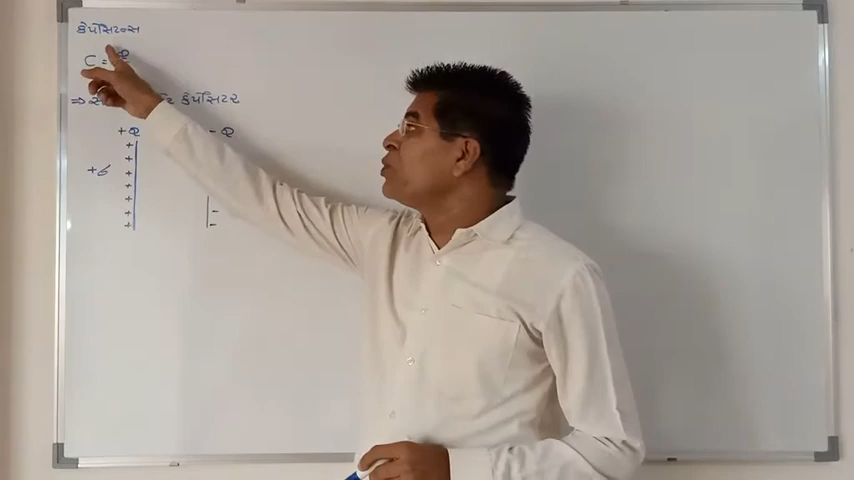 કેપેસિટન્સ
C = Q
⇒ કેપેસિટર
+Q - Q
+
+
+σ +
+
+ -
+ -
+